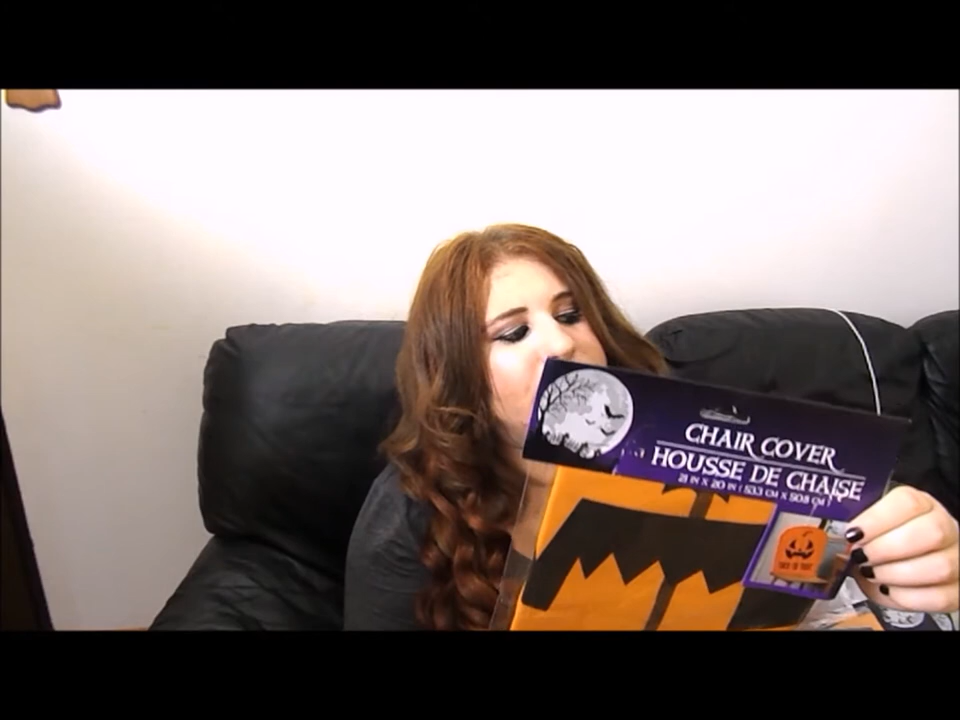 CHAIR COVER
HOUSSE DE CHAISE
21 IN X 20 IN / 53.3 CM X 50.8 CM